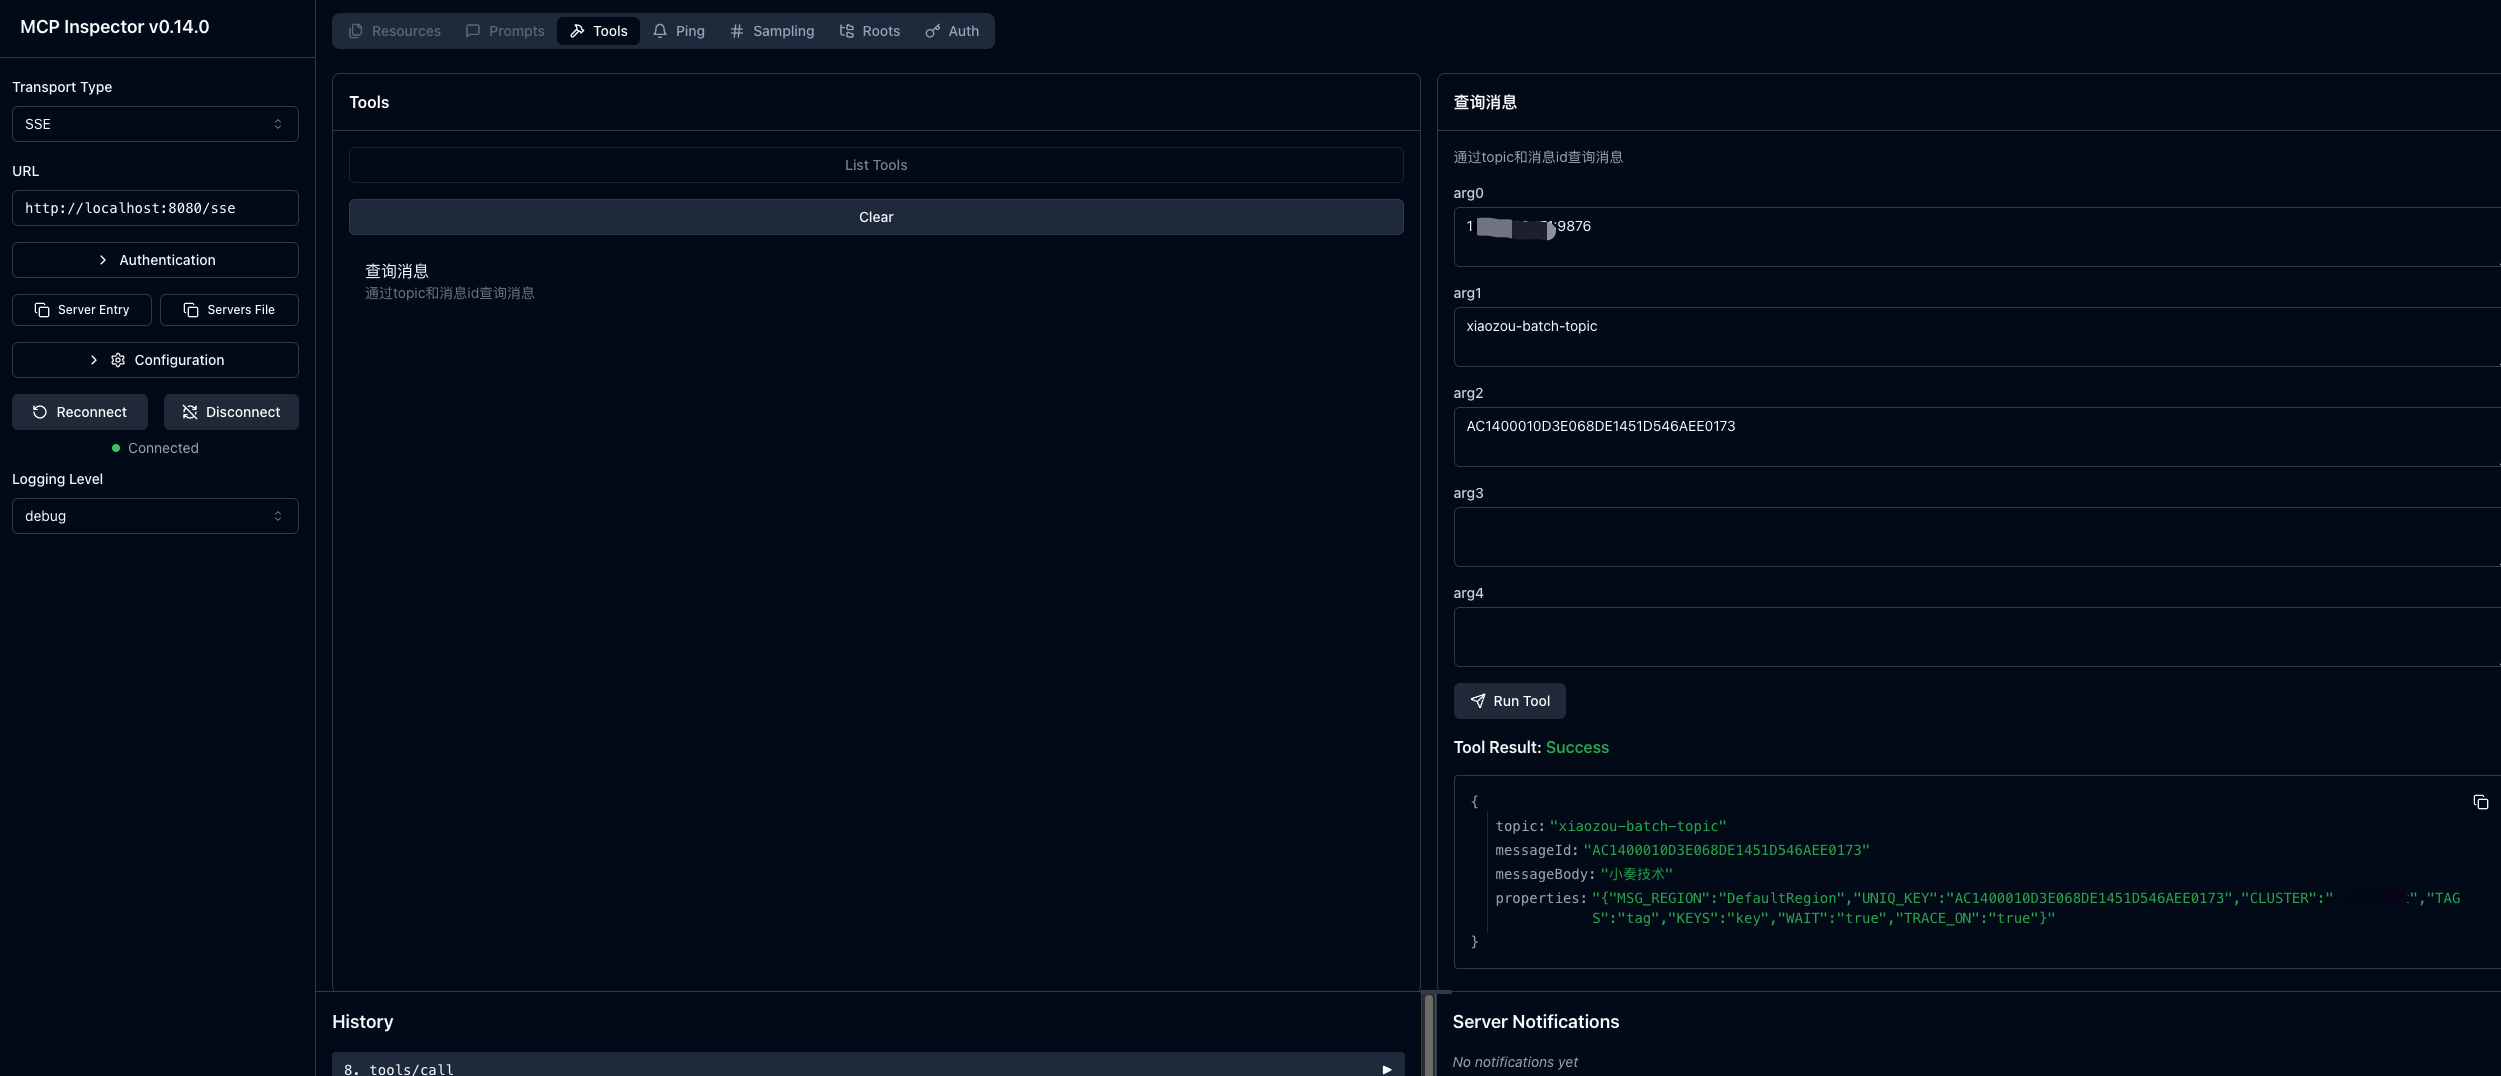 MCP Inspector v0.14.0
Transport Type
SSE
URL
http://localhost:8080/sse
Authentication
Server Entry
Servers File
Configuration
Reconnect
Disconnect
Connected
Logging Level
debug
Resources
Prompts
Tools
Ping
Sampling
Roots
Auth
Tools
List Tools
Clear
查询消息
通过topic和消息id查询消息
查询消息
通过topic和消息id查询消息
arg0
1 :9876
arg1
xiaozou-batch-topic
arg2
AC1400010D3E068DE1451D546AEE0173
arg3
arg4
Run Tool
Tool Result: Success
{
topic: "xiaozou-batch-topic"
messageId: "AC1400010D3E068DE1451D546AEE0173"
messageBody: "小奏技术"
properties: "{"MSG_REGION":"DefaultRegion","UNIQ_KEY":"AC1400010D3E068DE1451D546AEE0173","CLUSTER":" ","TAG
S":"tag","KEYS":"key","WAIT":"true","TRACE_ON":"true"}"
}
History
8. tools/call
Server Notifications
No notifications yet